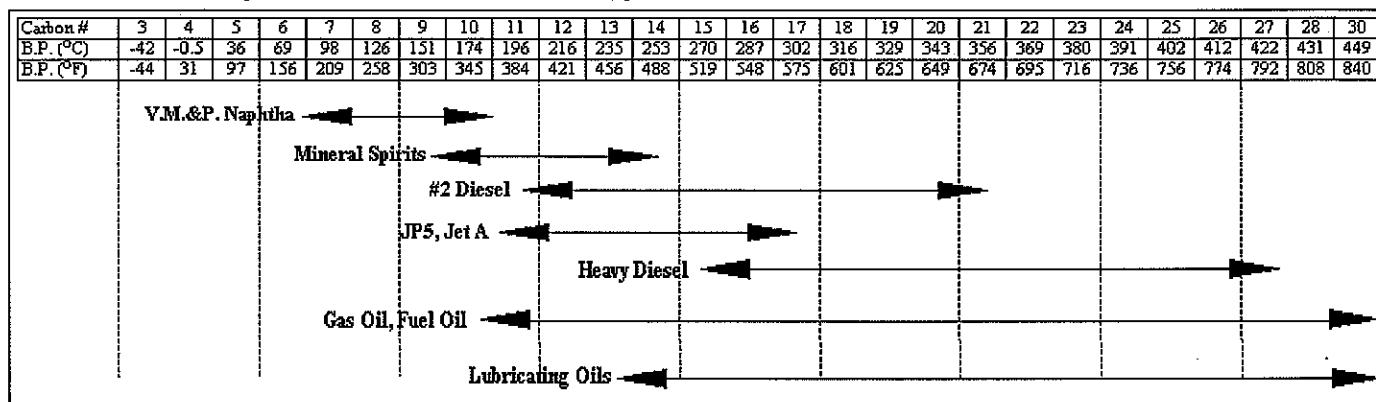 Carbon # 3 4 5 6 7 8 9 10 11 12 13 14 15 16 17 18 19 20 21 22 23 24 25 26 27 28 30
B.P. (°C) -42 -0.5 36 69 98 126 151 174 196 216 235 253 270 287 302 316 329 343 356 369 380 391 402 412 422 431 449
B.P. (°F) -44 31 97 156 209 258 303 345 384 421 456 488 519 548 575 601 625 649 674 695 716 736 756 774 792 808 840
V.M.&P. Naphtha
Mineral Spirits
#2 Diesel
JP5, Jet A
Heavy Diesel
Gas Oil, Fuel Oil
Lubricating Oils